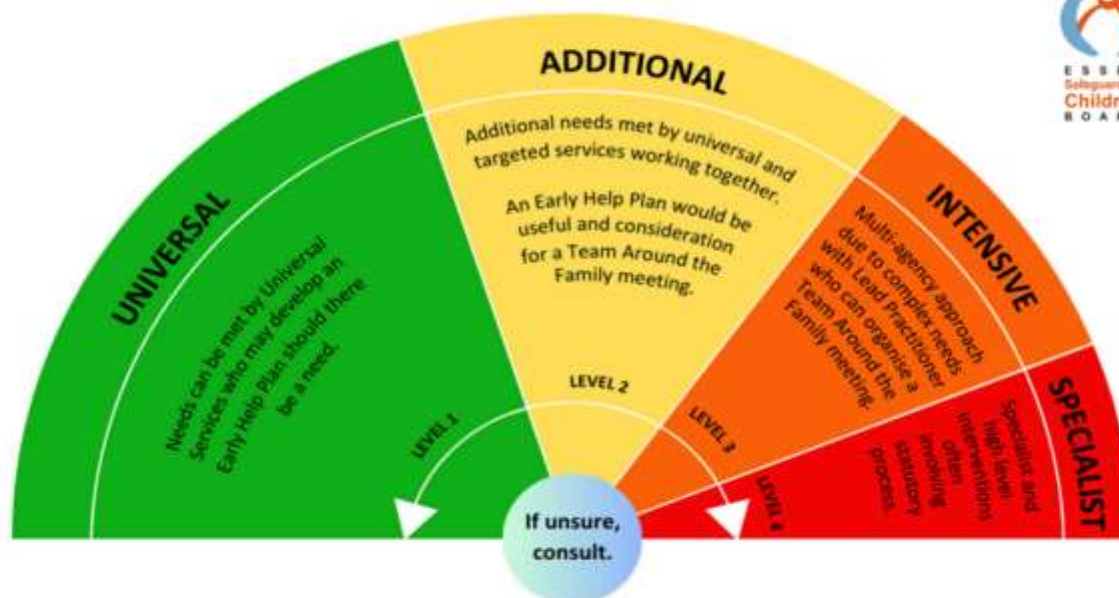 UNIVERSAL
Needs can be met by Universal
Services who may develop an
Early Help Plan should there
be a need.
LEVEL 1
ADDITIONAL
Additional needs met by universal and
targeted services working together.
An Early Help Plan would be
useful and consideration
for a Team Around the
Family meeting.
LEVEL 2
INTENSIVE
Multi-agency approach
due to complex needs
with Lead Practitioner
who can organise a
Team Around the
Family meeting.
LEVEL 3
SPECIALIST
Specialist and
high level
interventions
often
involving
statutory
process.
LEVEL 4
If unsure,
consult.